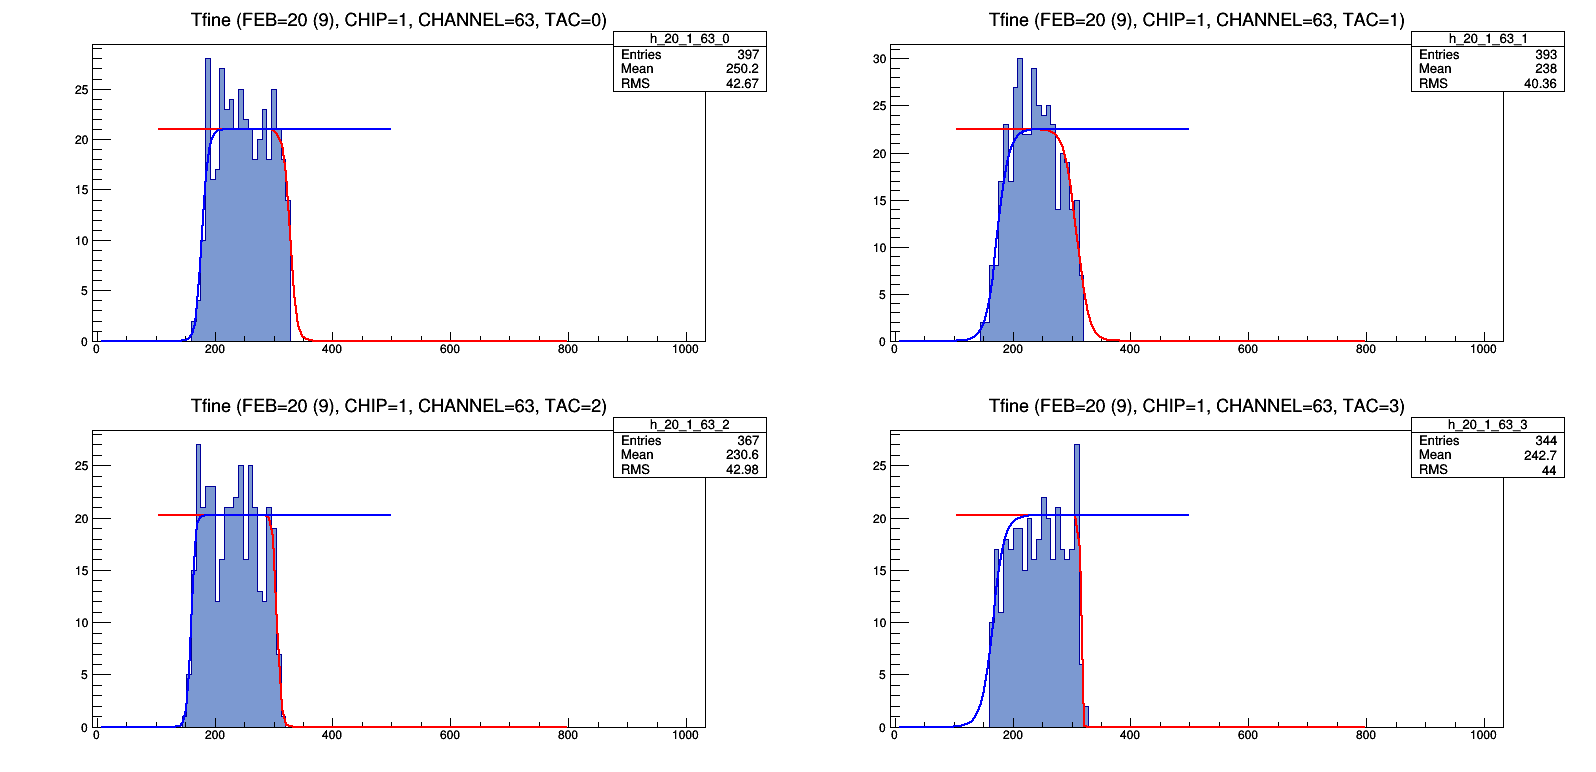 Tfine (FEB=20 (9), CHIP=1, CHANNEL=63, TAC=0)
h_20_1_63_0
Entries 397
Mean 250.2
RMS 42.67
25
20
15
10
5
0
0 200 400 600 800 1000
Tfine (FEB=20 (9), CHIP=1, CHANNEL=63, TAC=1)
h_20_1_63_1
Entries 393
Mean 238
RMS 40.36
30
25
20
15
10
5
0
0 200 400 600 800 1000
Tfine (FEB=20 (9), CHIP=1, CHANNEL=63, TAC=2)
h_20_1_63_2
Entries 367
Mean 230.6
RMS 42.98
25
20
15
10
5
0
0 200 400 600 800 1000
Tfine (FEB=20 (9), CHIP=1, CHANNEL=63, TAC=3)
h_20_1_63_3
Entries 344
Mean 242.7
RMS 44
25
20
15
10
5
0
0 200 400 600 800 1000